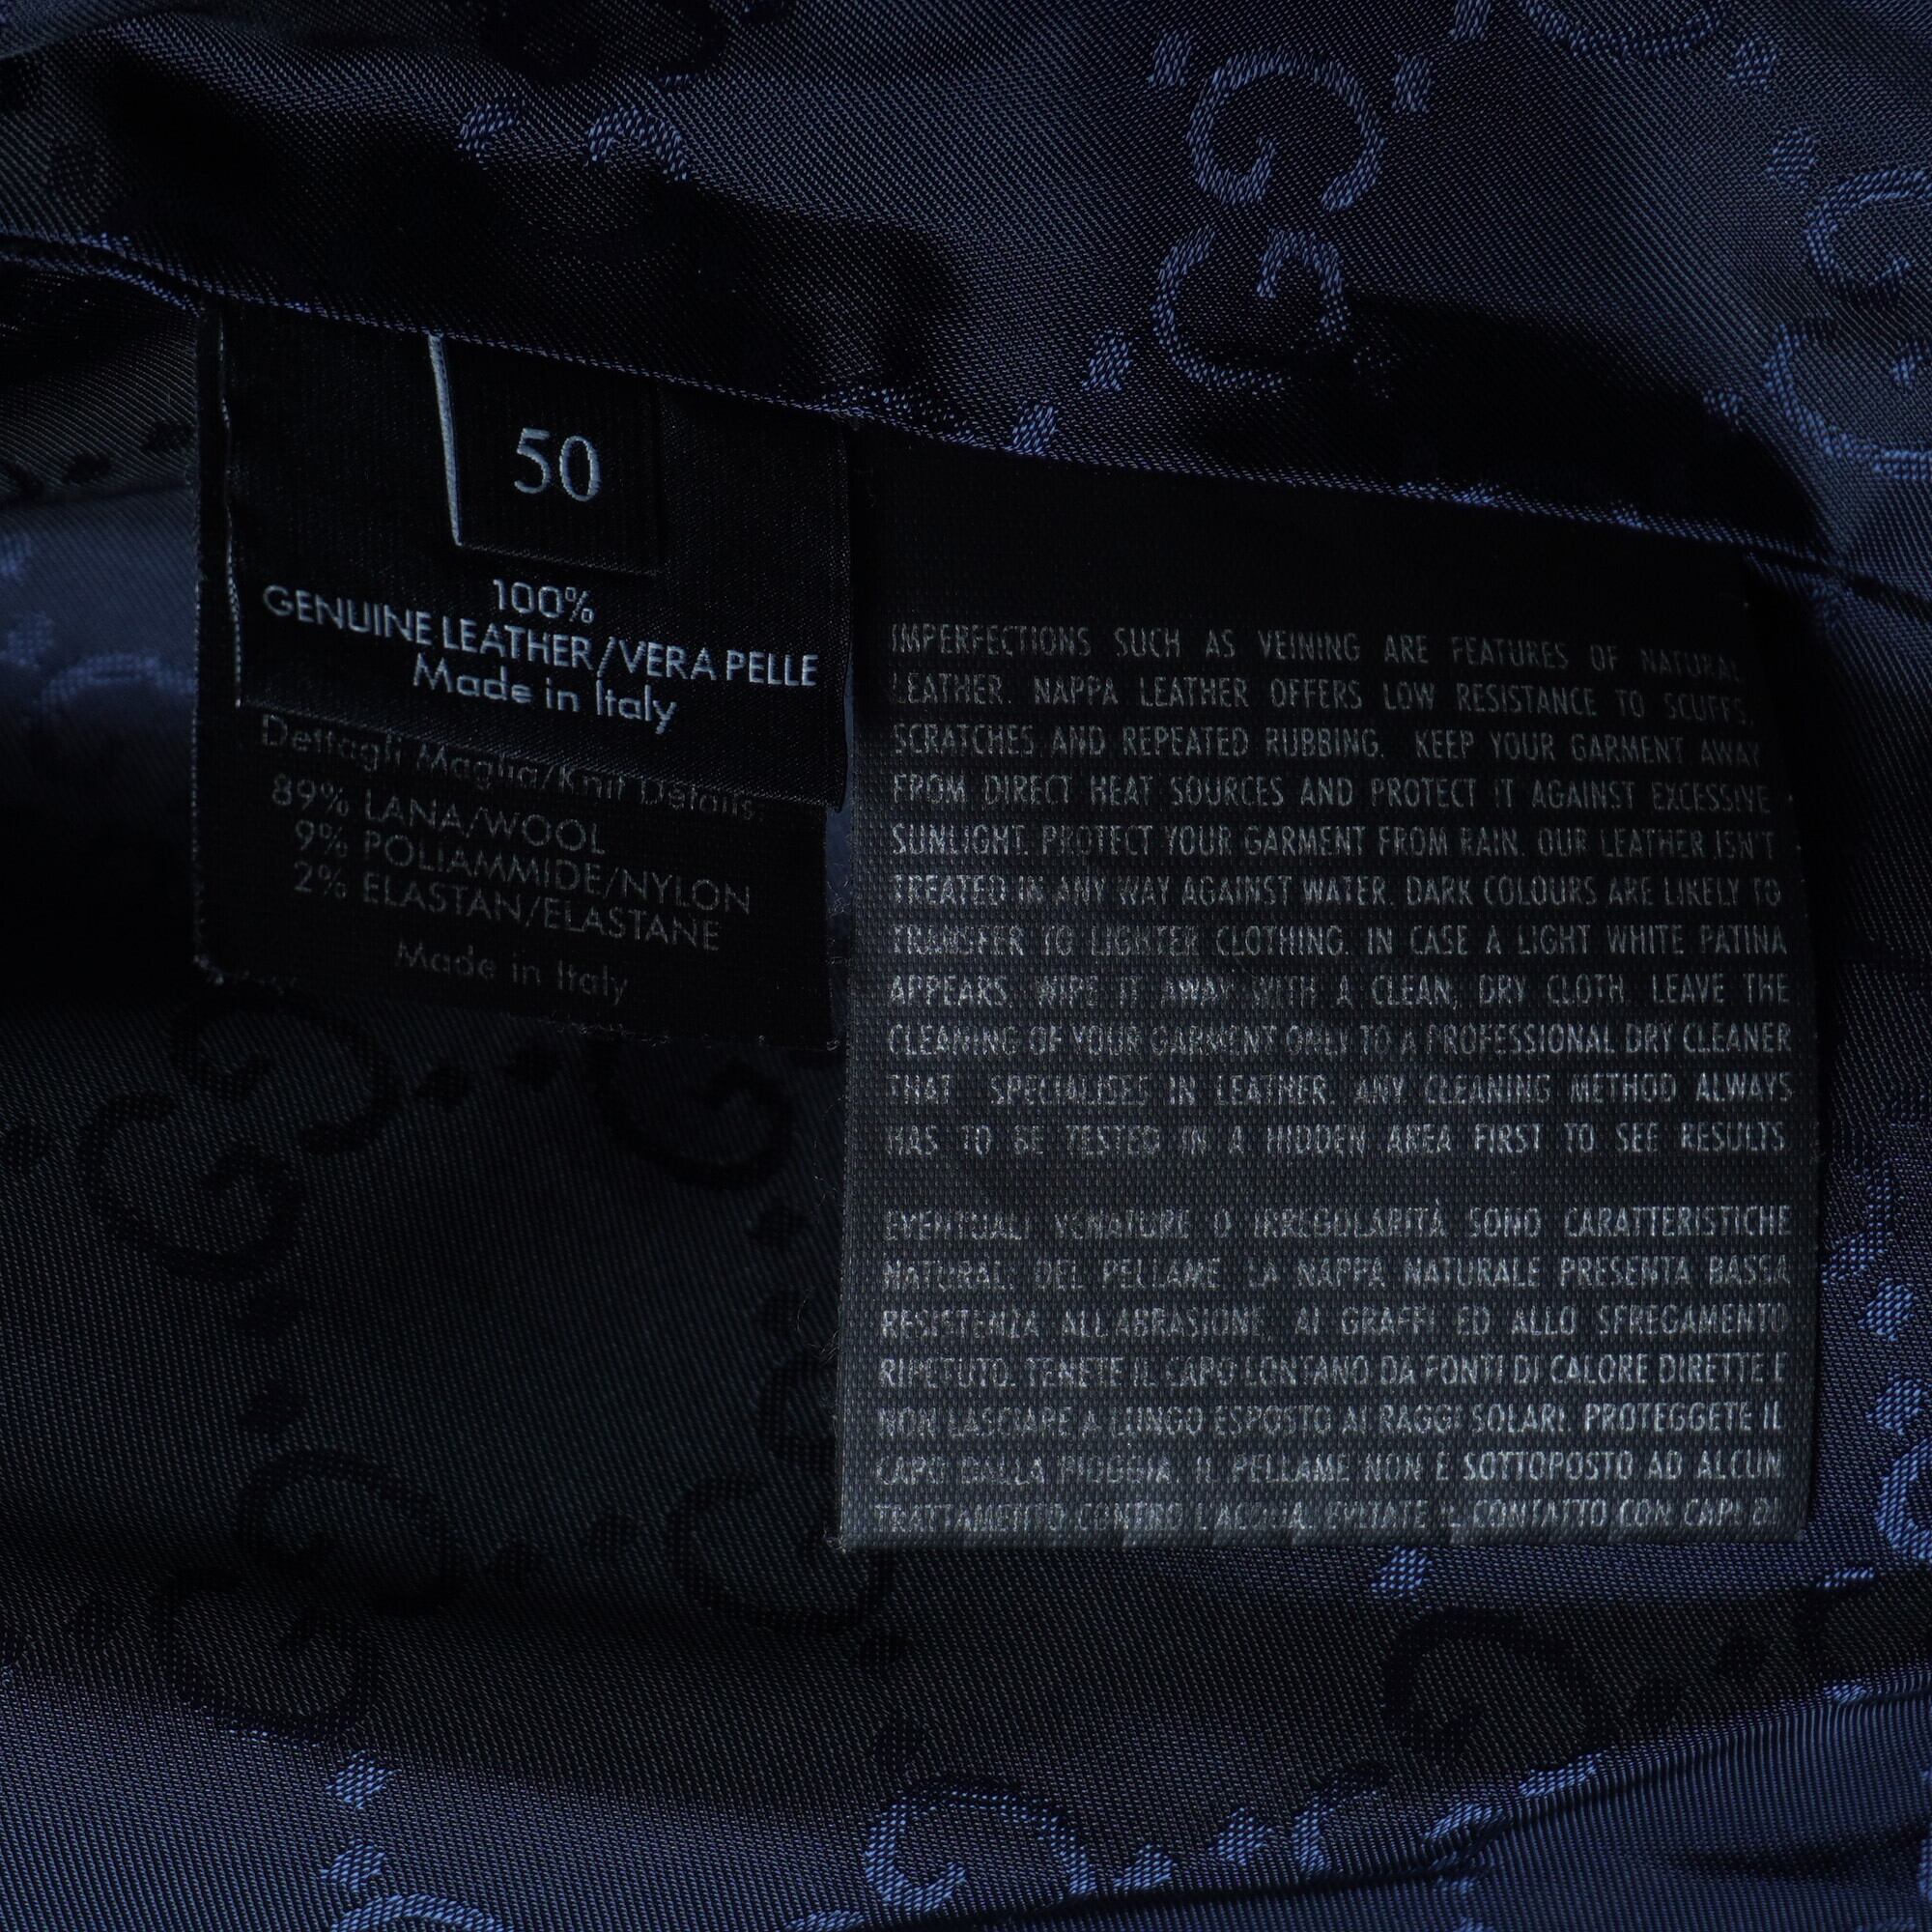 50
100%
GENUINE LEATHER/VERA PELLE
Made in Italy
Dettagli Maglia/Knit Details:
89% LANA/WOOL
9% POLIAMMIDE/NYLON
2% ELASTAN/ELASTANE
Made in Italy
IMPERFECTIONS SUCH AS VEINING ARE FEATURES OF NATURAL
LEATHER. NAPPA LEATHER OFFERS LOW RESISTANCE TO SCUFFS,
SCRATCHES AND REPEATED RUBBING. KEEP YOUR GARMENT AWAY
FROM DIRECT HEAT SOURCES AND PROTECT IT AGAINST EXCESSIVE
SUNLIGHT. PROTECT YOUR GARMENT FROM RAIN. OUR LEATHER ISN'T
TREATED IN ANY WAY AGAINST WATER. DARK COLOURS ARE LIKELY TO
TRANSFER TO LIGHTER CLOTHING. IN CASE A LIGHT WHITE PATINA
APPEARS, WIPE IT AWAY WITH A CLEAN, DRY CLOTH. LEAVE THE
CLEANING OF YOUR GARMENT ONLY TO A PROFESSIONAL DRY CLEANER
THAT SPECIALISES IN LEATHER. ANY CLEANING METHOD ALWAYS
HAS TO BE TESTED IN A HIDDEN AREA FIRST TO SEE RESULTS
EVENTUALI VENATURE O IRREGOLARITÀ SONO CARATTERISTICHE
NATURALI DEL PELLAME. LA NAPPA NATURALE PRESENTA BASSA
RESISTENZA ALL'ABRASIONE, AI GRAFFI ED ALLO SFREGAMENTO
RIPETUTO. TENETE IL CAPO LONTANO DA FONTI DI CALORE DIRETTE E
NON LASCIARE A LUNGO ESPOSTO AI RAGGI SOLARI. PROTEGGETE IL
CAPO DALLA PIOGGIA. IL PELLAME NON È SOTTOPOSTO AD ALCUN
TRATTAMENTO CONTRO L'ACQUA. EVITATE IL CONTATTO CON CAPI DI